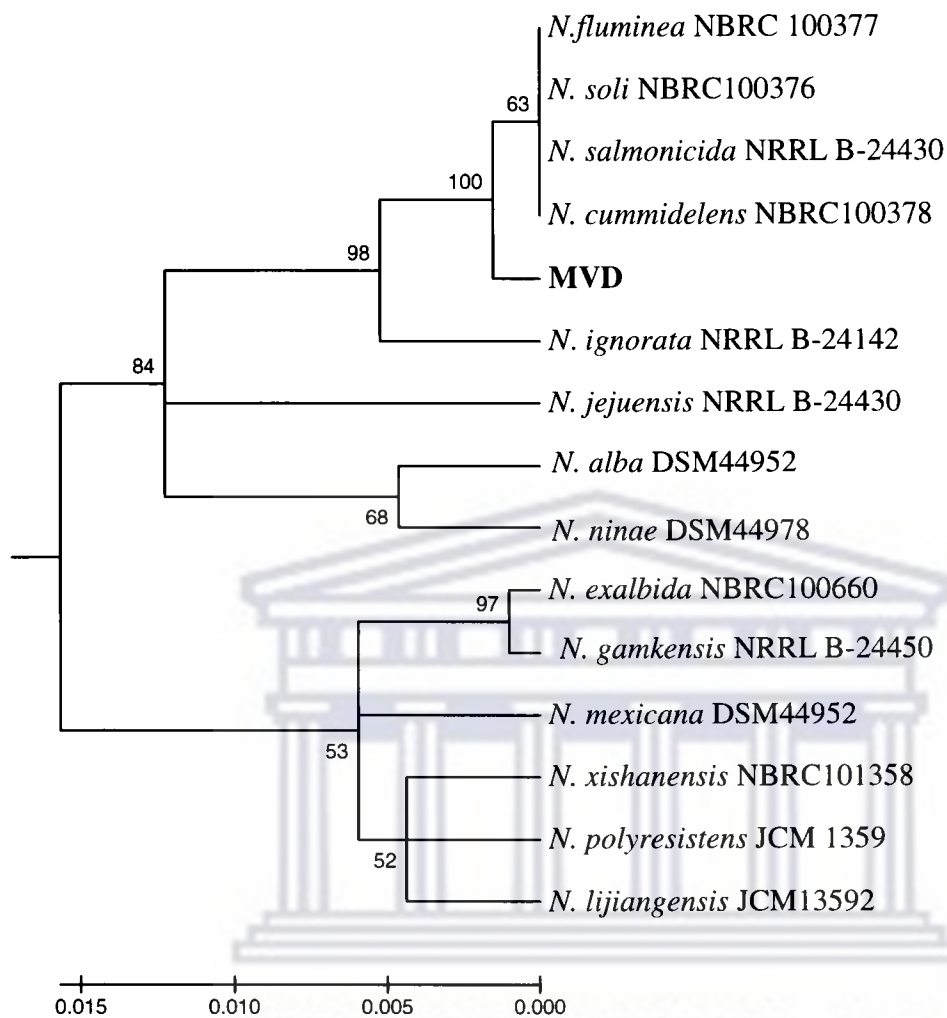 N.fluminea NBRC 100377
N. soli NBRC100376
63
N. salmonicida NRRL B-24430
100
N. cummidelens NBRC100378
98
MVD
N. ignorata NRRL B-24142
84
N. jejuensis NRRL B-24430
N. alba DSM44952
68
N. ninae DSM44978
97
N. exalbida NBRC100660
N. gamkensis NRRL B-24450
N. mexicana DSM44952
53
N. xishanensis NBRC101358
52
N. polyresistens JCM 1359
N. lijiangensis JCM13592
0.015 0.010 0.005 0.000